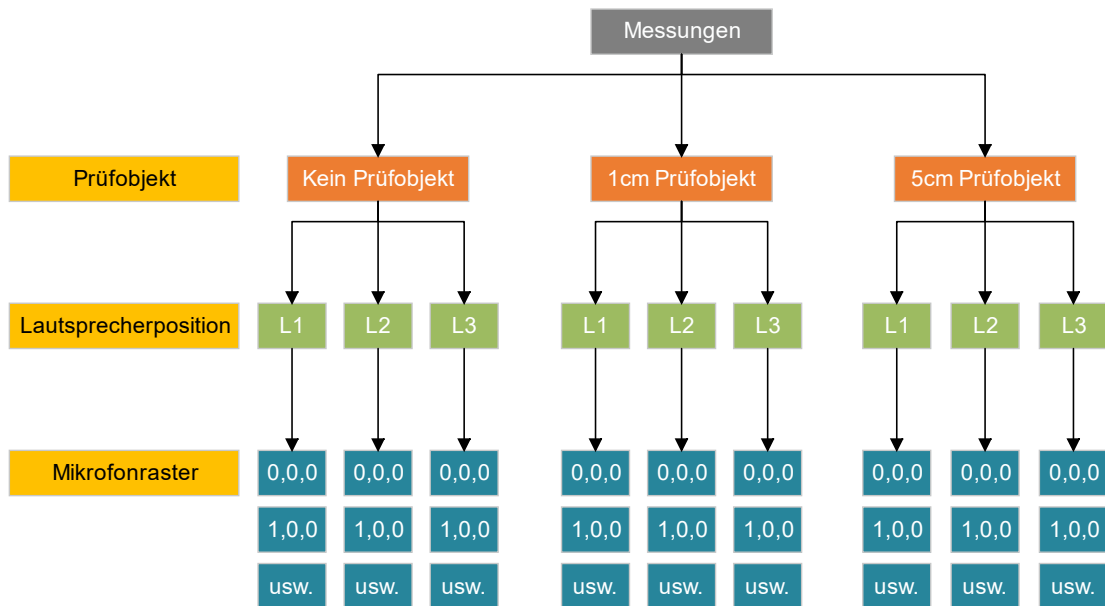 Messungen
Prüfobjekt
Kein Prüfobjekt
1cm Prüfobjekt
5cm Prüfobjekt
Lautsprecherposition
L1
L2
L3
L1
L2
L3
L1
L2
L3
Mikrofonraster
0,0,0
0,0,0
0,0,0
0,0,0
0,0,0
0,0,0
0,0,0
0,0,0
0,0,0
1,0,0
1,0,0
1,0,0
1,0,0
1,0,0
1,0,0
1,0,0
1,0,0
1,0,0
usw.
usw.
usw.
usw.
usw.
usw.
usw.
usw.
usw.